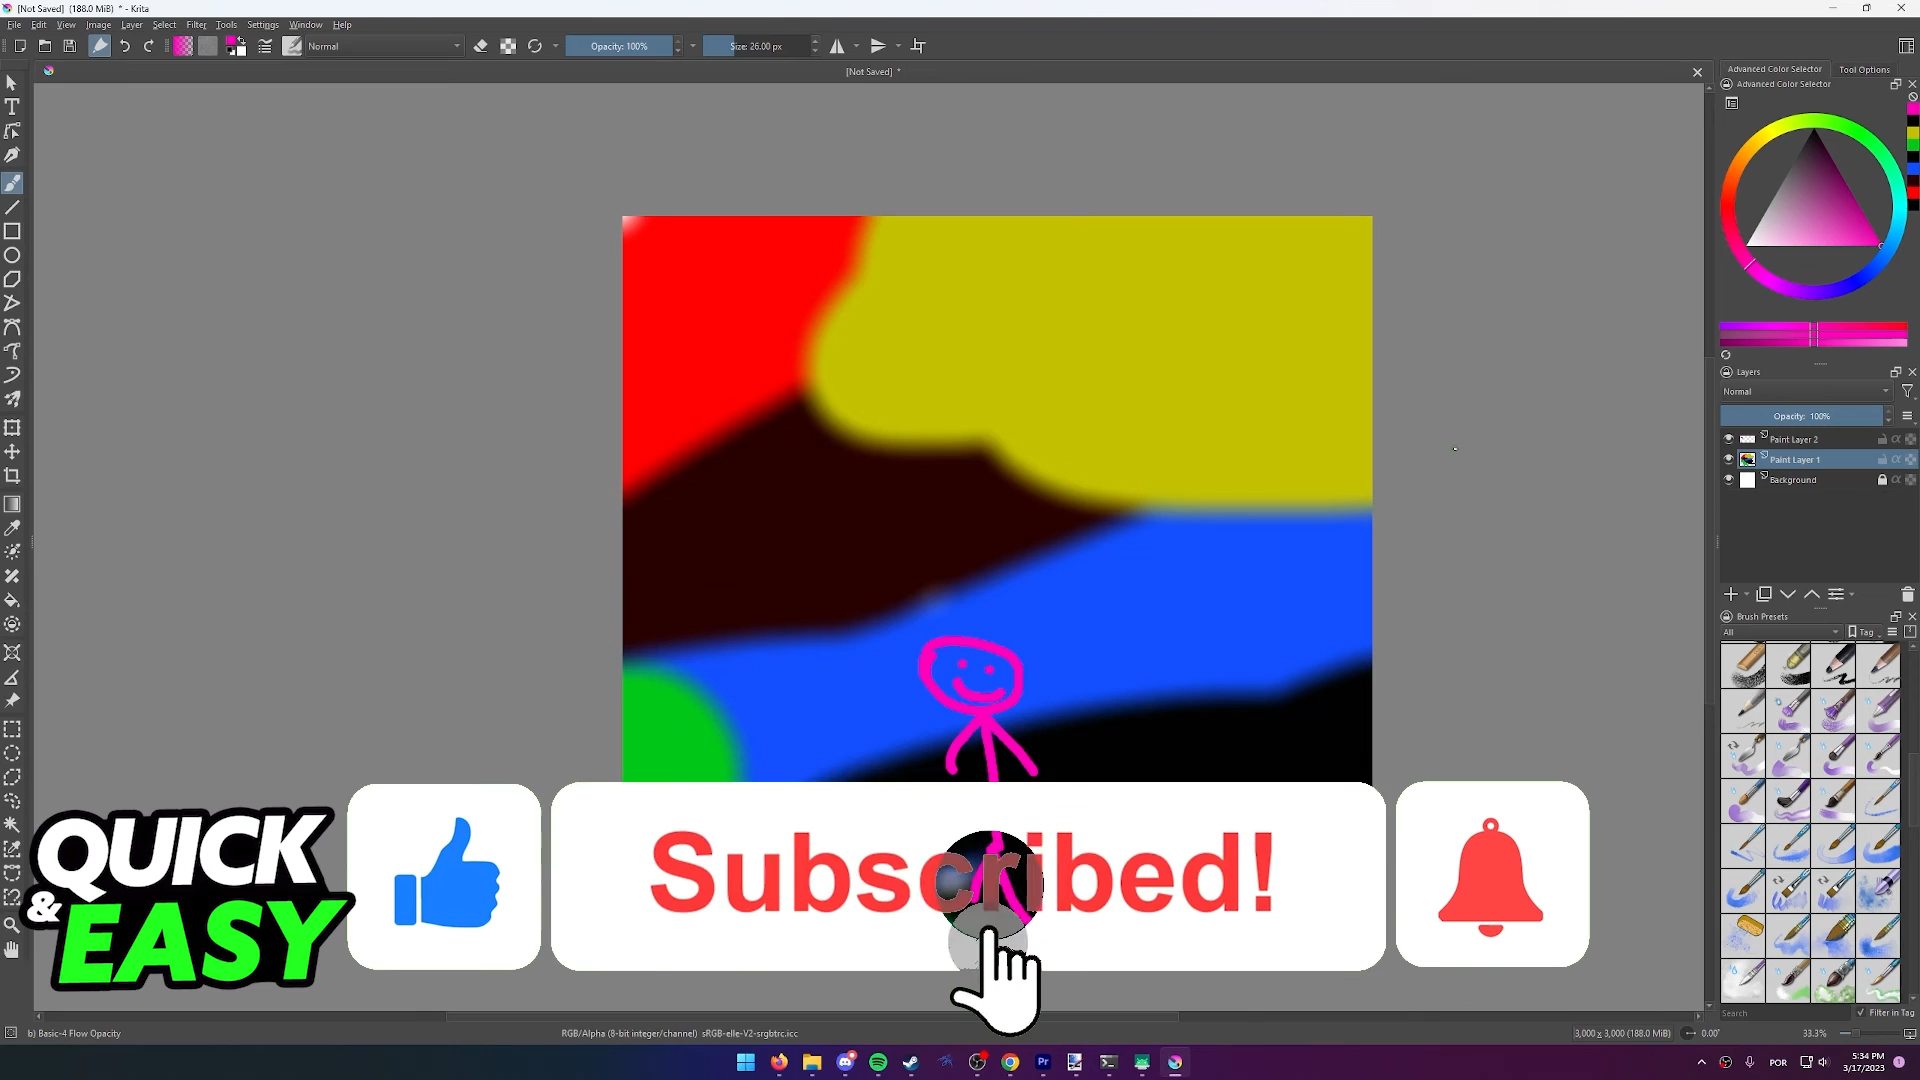 [Not Saved] (188.0 MiB) * - Krita
File Edit View Image Layer Select Filter Tools Settings Window Help
Normal
Opacity: 100%
Size: 26.00 px
[Not Saved] *
Advanced Color Selector
Tool Options
Advanced Color Selector
Layers
Normal
Opacity: 100%
Paint Layer 2
Paint Layer 1
Background
Brush Presets
All
Tag
QUICK
& EASY
Subscribed!
Search
Filter in Tag
b) Basic-4 Flow Opacity
RGB/Alpha (8-bit integer/channel) sRGB-elle-V2-srgbtrc.icc
3,000 x 3,000 (188.0 MiB)
0.00°
33.3%
Pr
POR
5:34 PM
3/17/2023
1